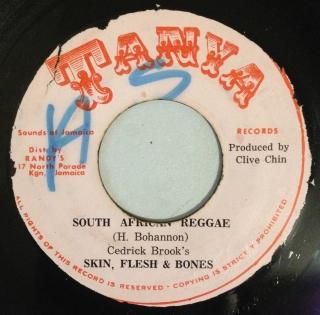 TANKA
HS
Sounds of Jamaica
RECORDS
Dist. by
RANDY'S
17 North Parade
Kgn, Jamaica
Produced by
Clive Chin
SOUTH AFRICAN REGGAE
(H. Bohannon)
Cedrick Brook's
SKIN, FLESH & BONES
ALL RIGHTS OF THIS RECORD IS RESERVED - COPYING IS STRICTLY PROHIBITED